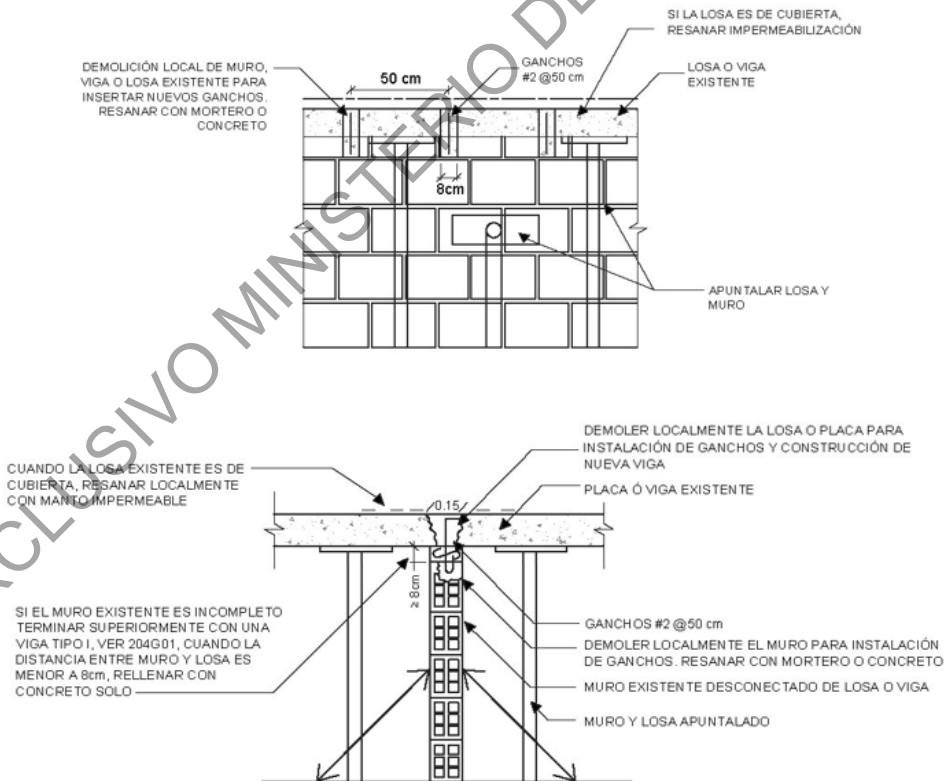 SI LA LOSA ES DE CUBIERTA,
RESANAR IMPERMEABILIZACIÓN
DEMOLICIÓN LOCAL DE MURO,
VIGA O LOSA EXISTENTE PARA
INSERTAR NUEVOS GANCHOS.
RESANAR CON MORTERO O
CONCRETO
50 cm
GANCHOS
#2 @50 cm
LOSA O VIGA
EXISTENTE
8cm
APUNTALAR LOSA Y
MURO
EXCLUSIVO MINISTERIO DE
CUANDO LA LOSA EXISTENTE ES DE
CUBIERTA, RESANAR LOCALMENTE
CON MANTO IMPERMEABLE
0.15
DEMOLER LOCALMENTE LA LOSA O PLACA PARA
INSTALACIÓN DE GANCHOS Y CONSTRUCCIÓN DE
NUEVA VIGA
PLACA Ó VIGA EXISTENTE
≥ 8cm
SI EL MURO EXISTENTE ES INCOMPLETO
TERMINAR SUPERIORMENTE CON UNA
VIGA TIPO I, VER 204G01, CUANDO LA
DISTANCIA ENTRE MURO Y LOSA ES
MENOR A 8cm, RELLENAR CON
CONCRETO SOLO
GANCHOS #2 @50 cm
DEMOLER LOCALMENTE EL MURO PARA INSTALACIÓN
DE GANCHOS. RESANAR CON MORTERO O CONCRETO
MURO EXISTENTE DESCONECTADO DE LOSA O VIGA
MURO Y LOSA APUNTALADO